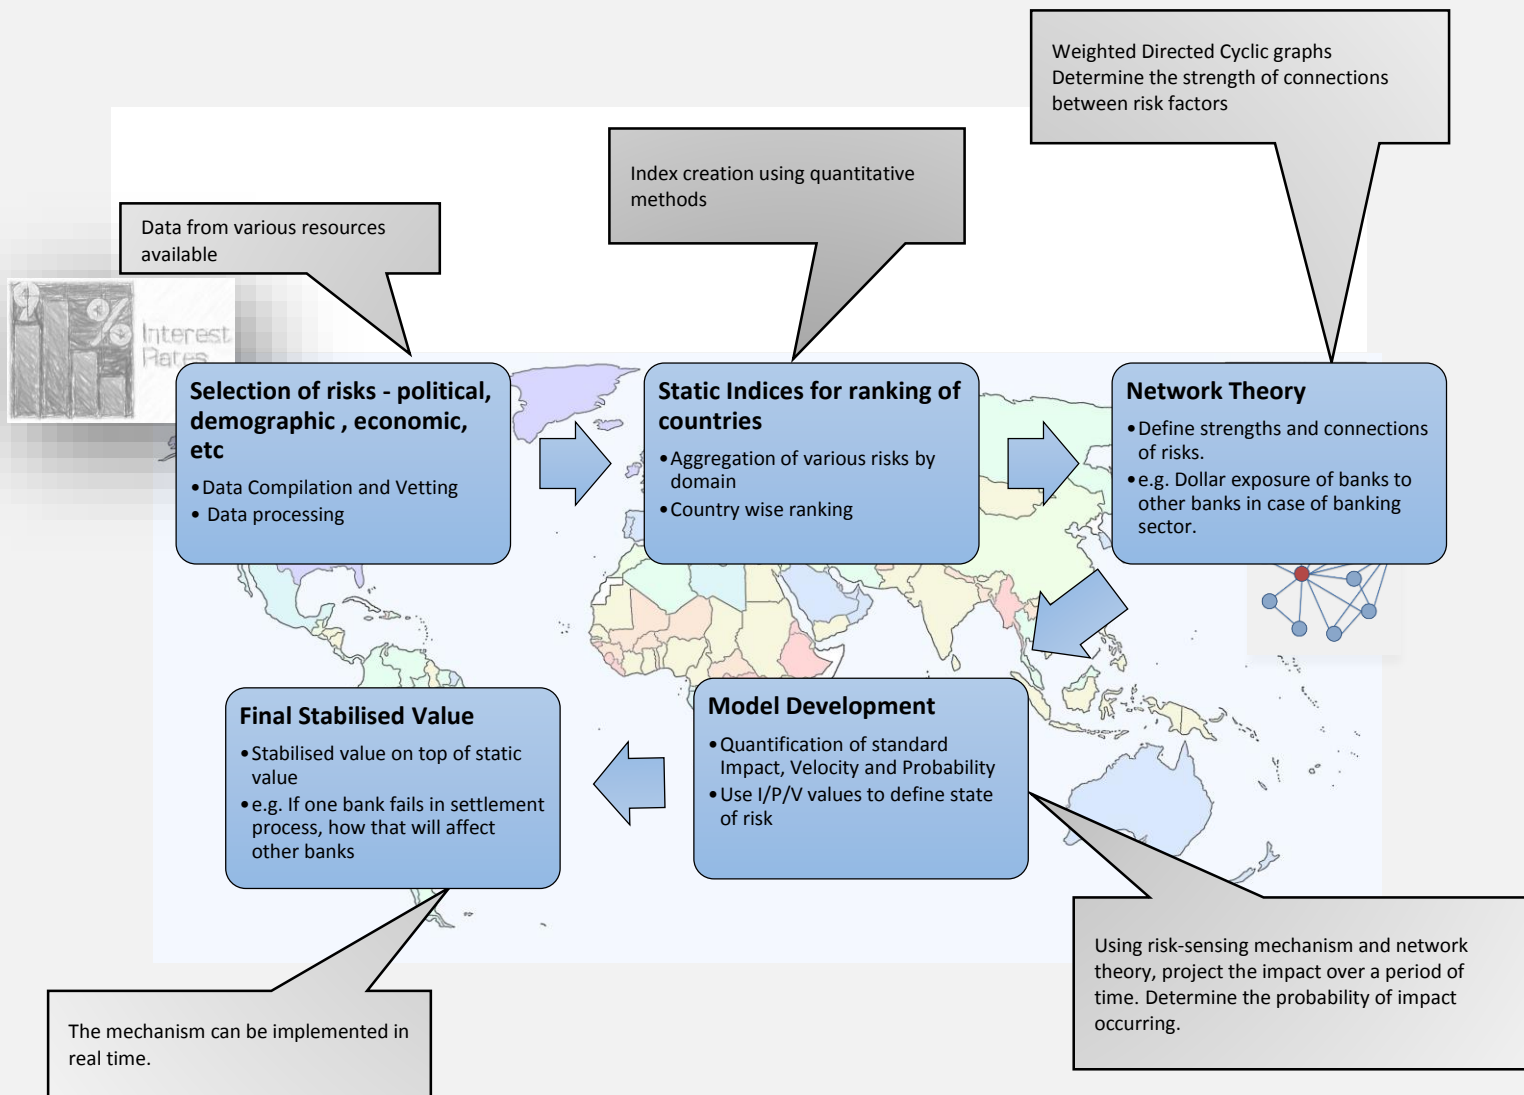 Weighted Directed Cyclic graphs
Determine the strength of connections
between risk factors
Index creation using quantitative
methods
Data from various resources
available
Interest
Rates
Selection of risks - political,
demographic , economic,
etc
•Data Compilation and Vetting
• Data processing
Static Indices for ranking of
countries
•Aggregation of various risks by
domain
•Country wise ranking
Network Theory
•Define strengths and connections
of risks.
•e.g. Dollar exposure of banks to
other banks in case of banking
sector.
Final Stabilised Value
•Stabilised value on top of static
value
•e.g. If one bank fails in settlement
process, how that will affect
other banks
Model Development
•Quantification of standard
Impact, Velocity and Probability
•Use I/P/V values to define state
of risk
Using risk-sensing mechanism and network
theory, project the impact over a period of
time. Determine the probability of impact
occurring.
The mechanism can be implemented in
real time.